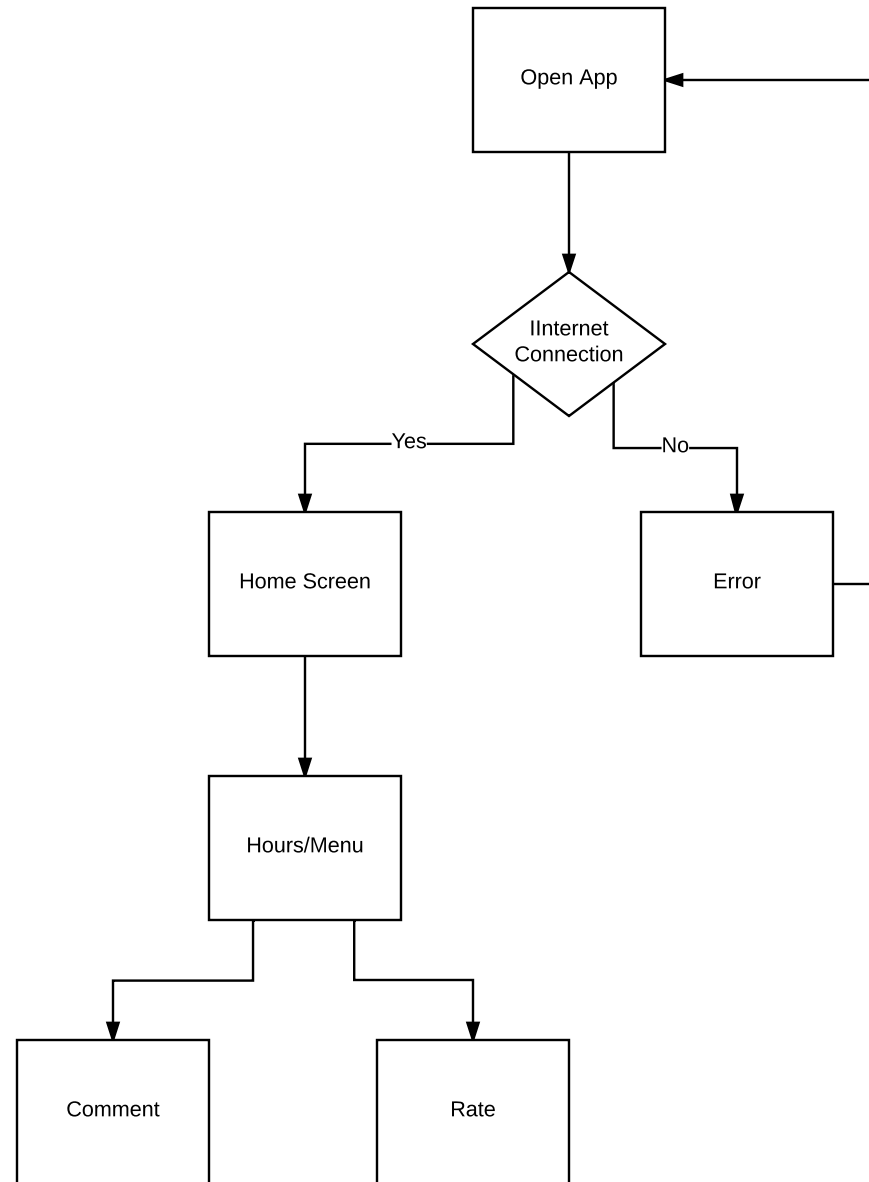 Open App
IInternet
Connection
Yes
No
Home Screen
Error
Hours/Menu
Comment
Rate